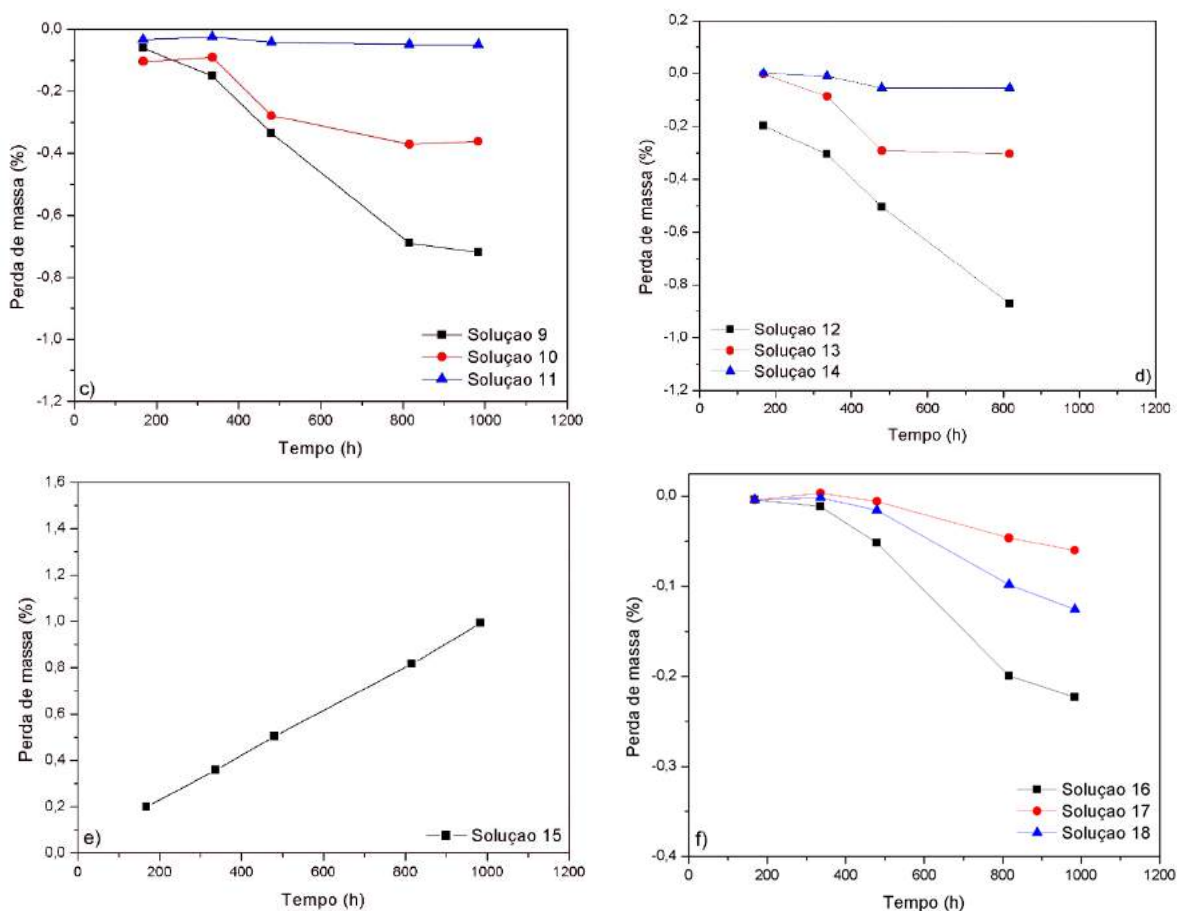 0,0
-0,2
-0,4
-0,6
-0,8
-1,0
-1,2
Perda de massa (%)
Soluçao 9
Soluçao 10
Soluçao 11
c)
0 200 400 600 800 1000 1200
Tempo (h)
0,2
0,0
-0,2
-0,4
-0,6
-0,8
-1,0
-1,2
Perda de massa (%)
Soluçao 12
Soluçao 13
Soluçao 14
d)
0 200 400 600 800 1000 1200
Tempo (h)
1,6
1,4
1,2
1,0
0,8
0,6
0,4
0,2
0,0
Perda de massa (%)
e)
Soluçao 15
0 200 400 600 800 1000 1200
Tempo (h)
0,0
-0,1
-0,2
-0,3
-0,4
Perda de massa (%)
Soluçao 16
Soluçao 17
Soluçao 18
f)
0 200 400 600 800 1000 1200
Tempo (h)